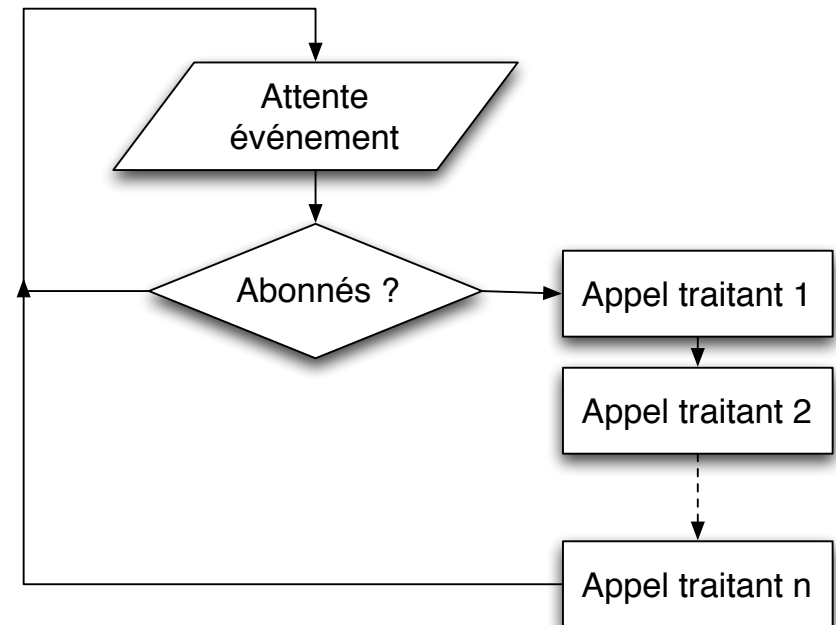 Attente
événement
Abonnés ?
Appel traitant 1
Appel traitant 2
Appel traitant n